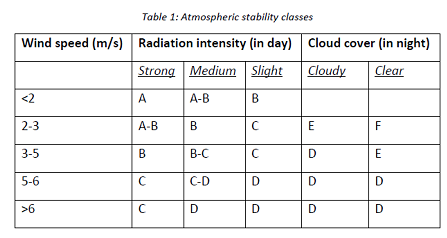 Table 1: Atmospheric stability classes
Wind speed (m/s) Radiation intensity (in day) Cloud cover (in night)
Strong Medium Slight Cloudy Clear
<2 A A-B B
2-3 A-B B C E F
3-5 B B-C C D E
5-6 C C-D D D D
>6 C D D D D